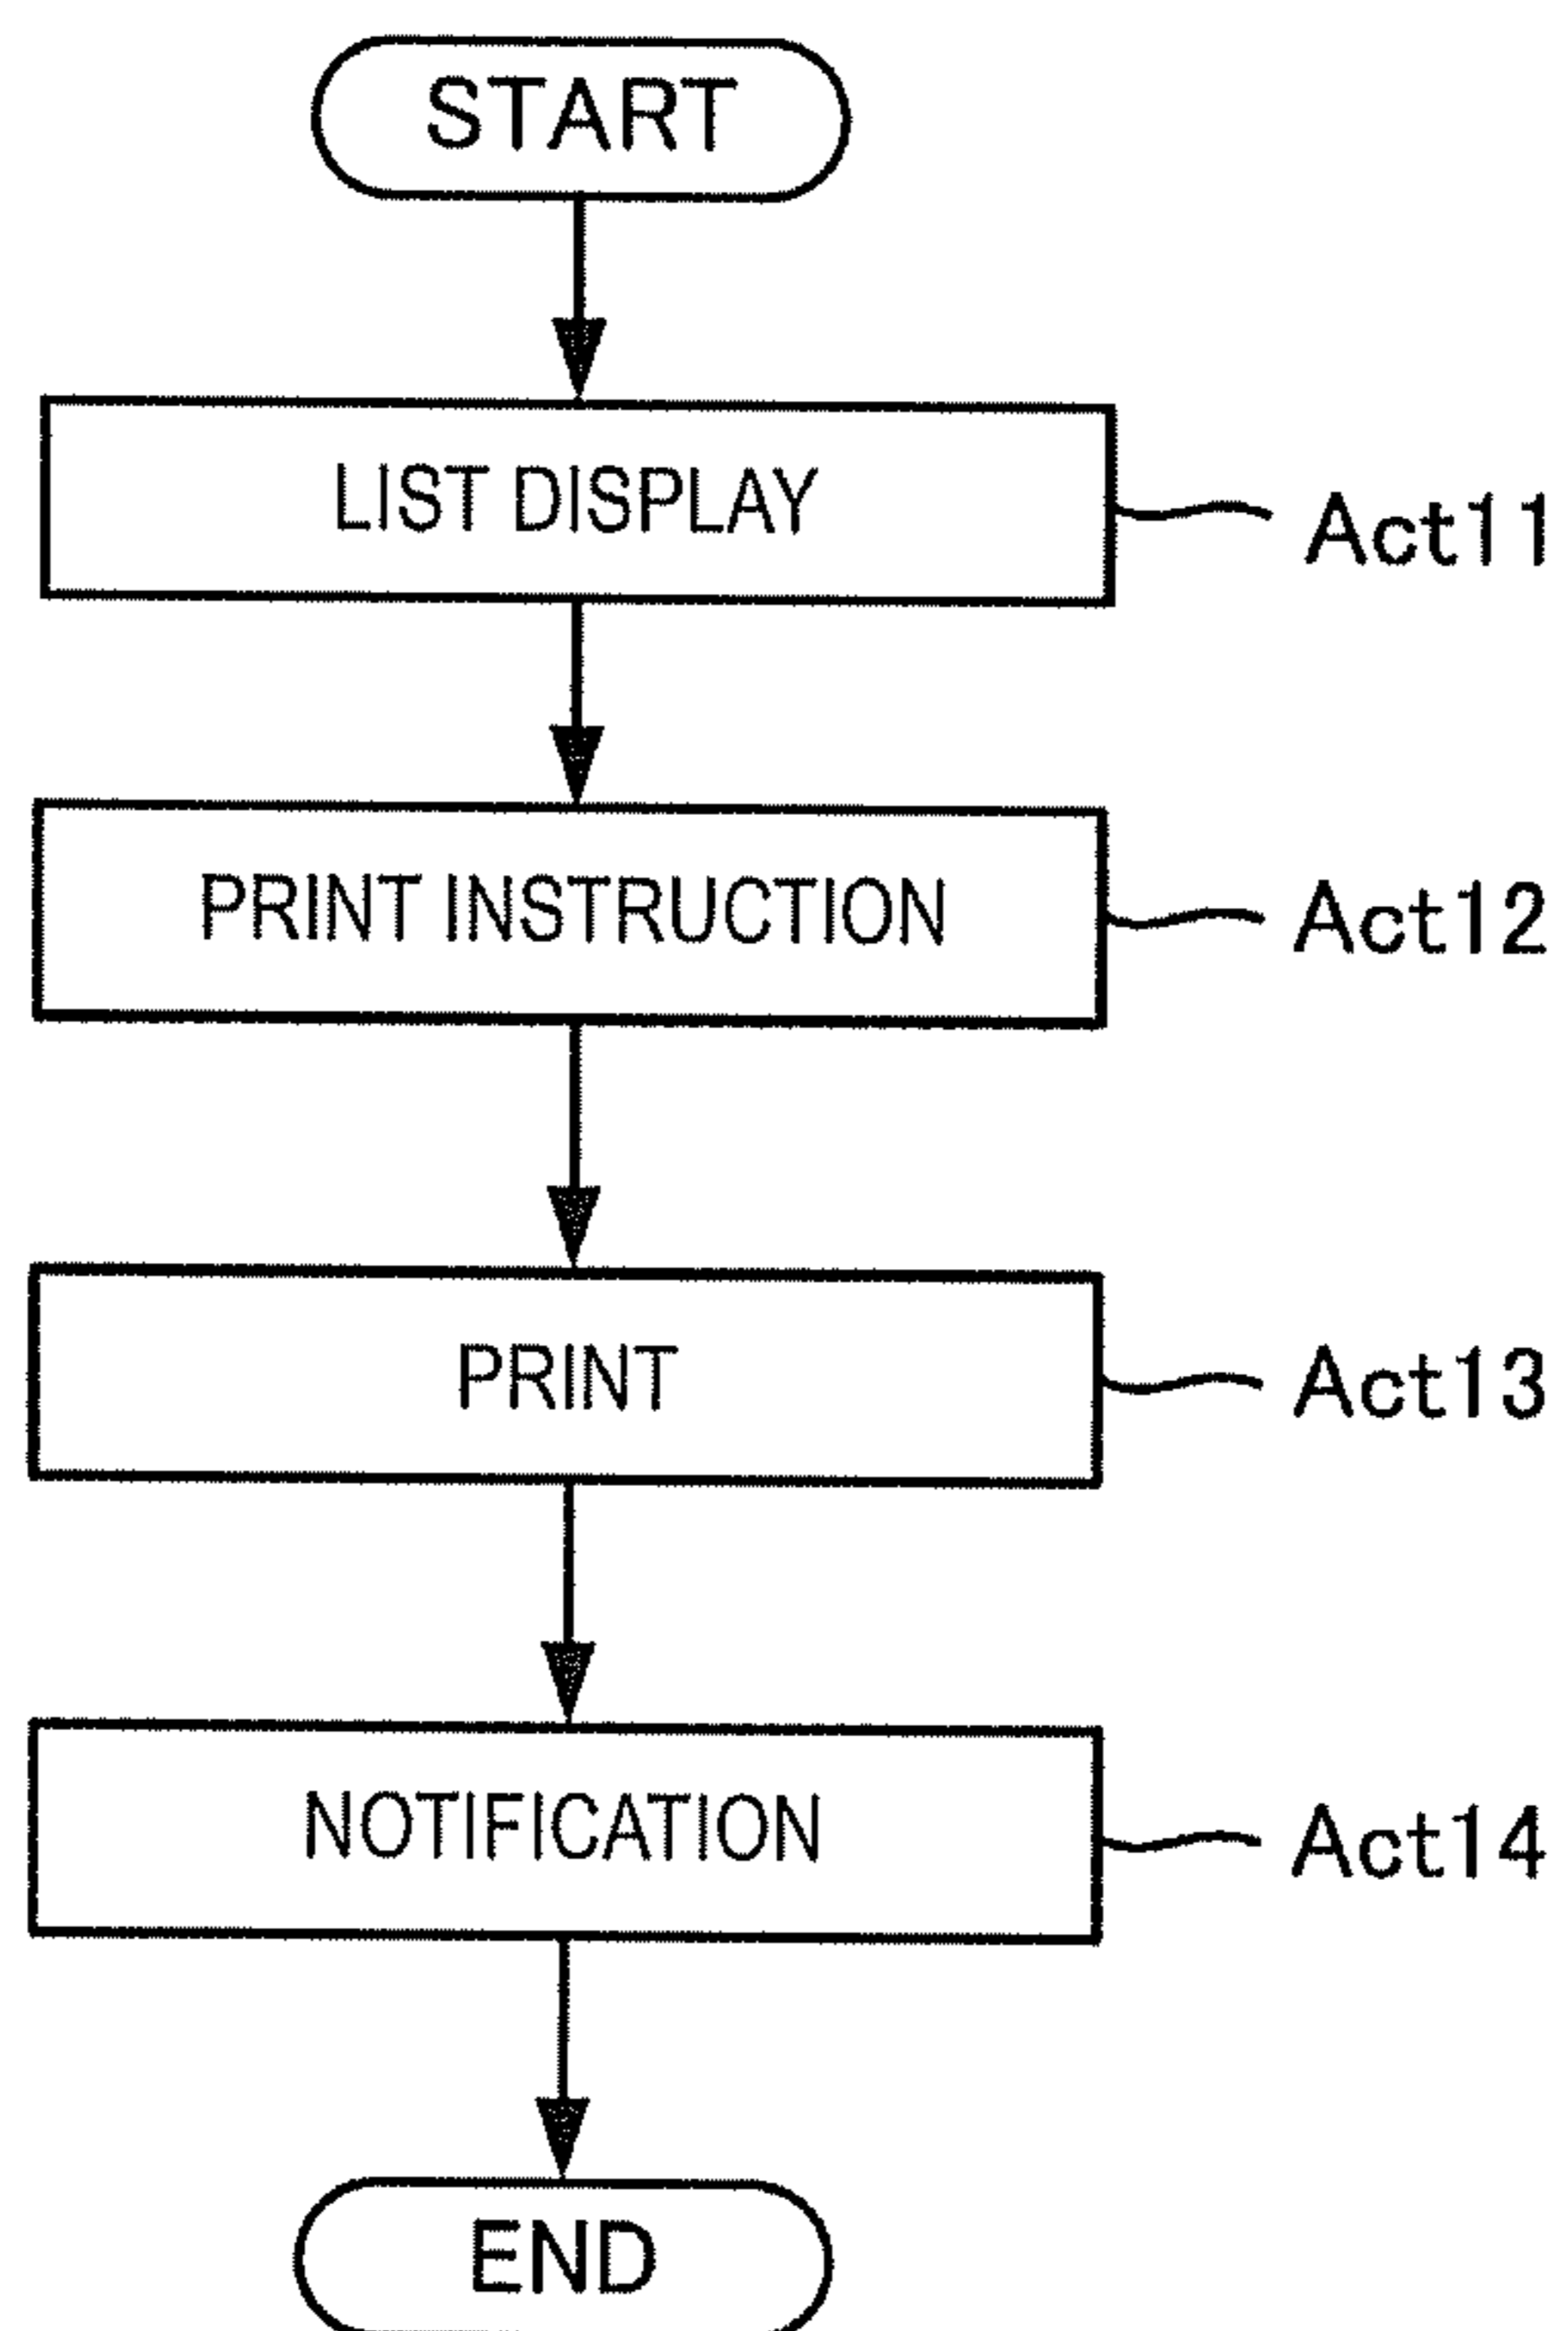 START
LIST DISPLAY
Act11
PRINT INSTRUCTION
Act12
PRINT
Act13
NOTIFICATION
Act14
END